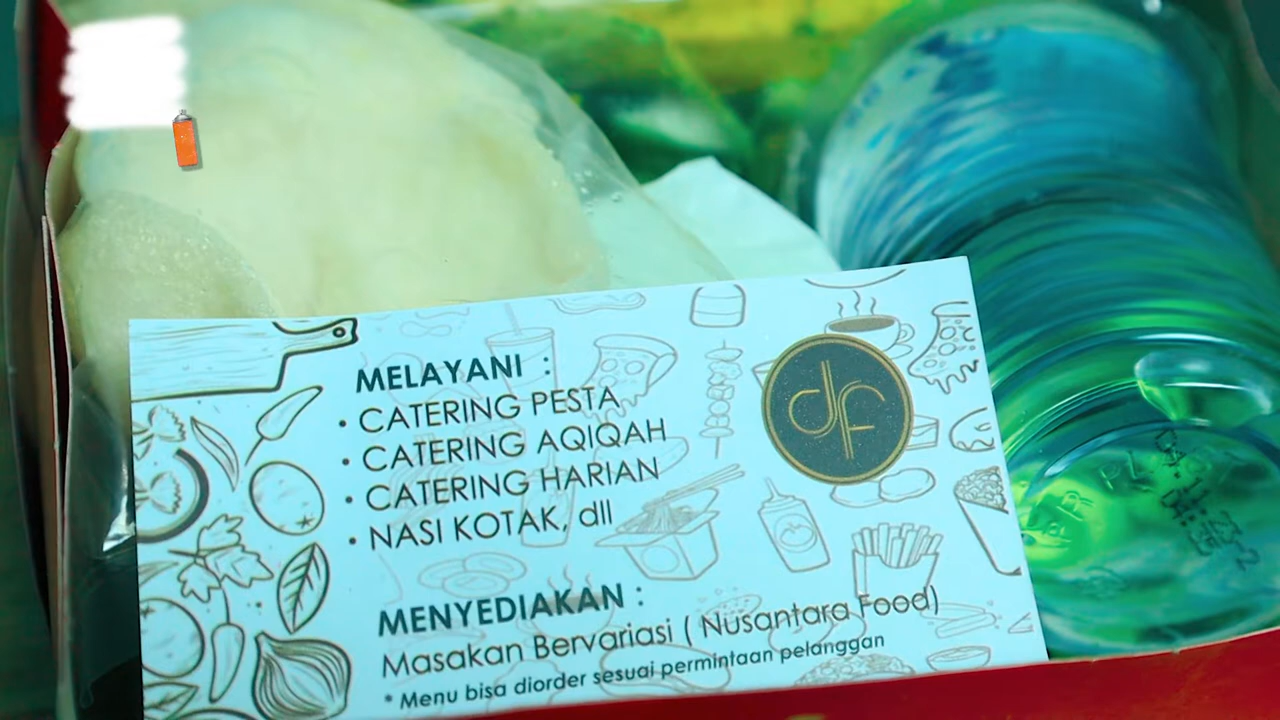 MELAYANI :
• CATERING PESTA
• CATERING AQIQAH
• CATERING HARIAN
• NASI KOTAK, dll
df
MENYEDIAKAN :
Masakan Bervariasi ( Nusantara Food)
* Menu bisa diorder sesuai permintaan pelanggan